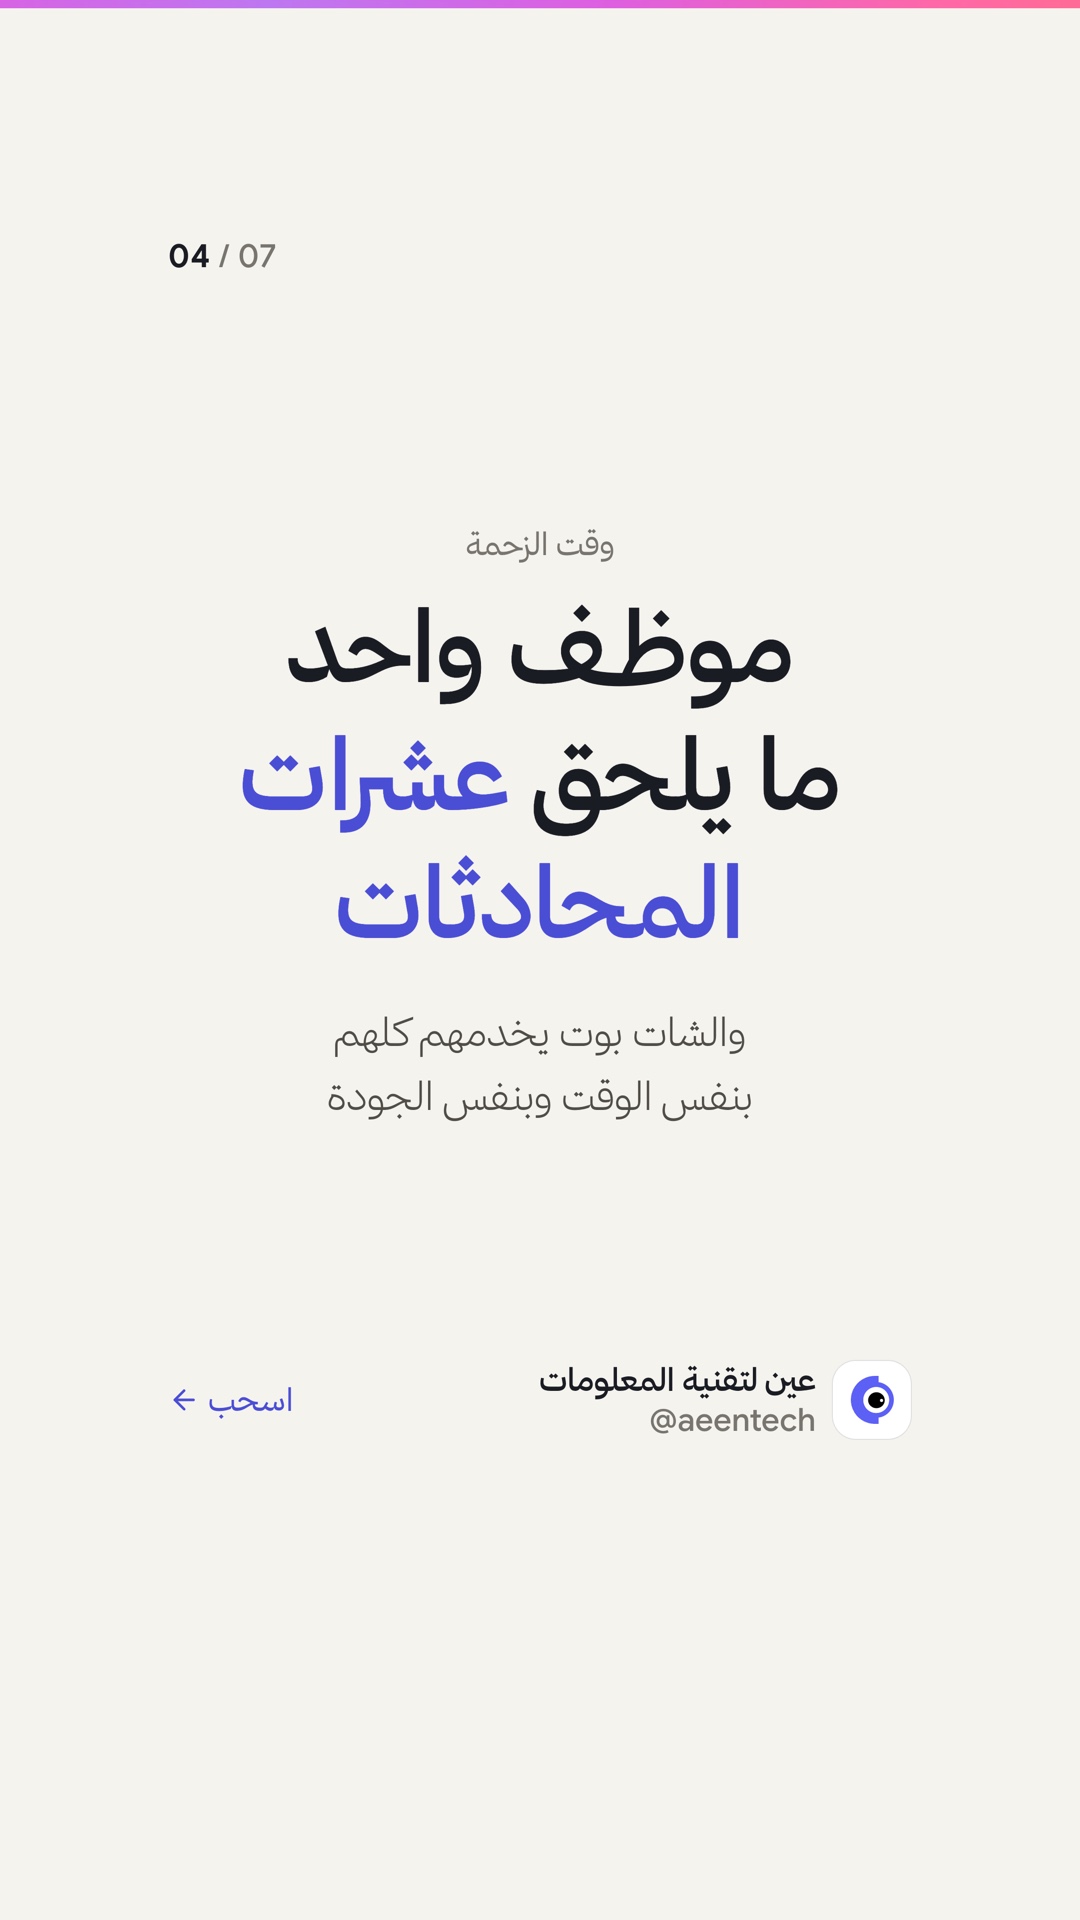 04 / 07
وقت الزحمة
موظف واحد
ما يلحق عشرات
المحادثات
والشات بوت يخدمهم كلهم
بنفس الوقت وبنفس الجودة
عين لتقنية المعلومات
@aeentech
اسحب ←